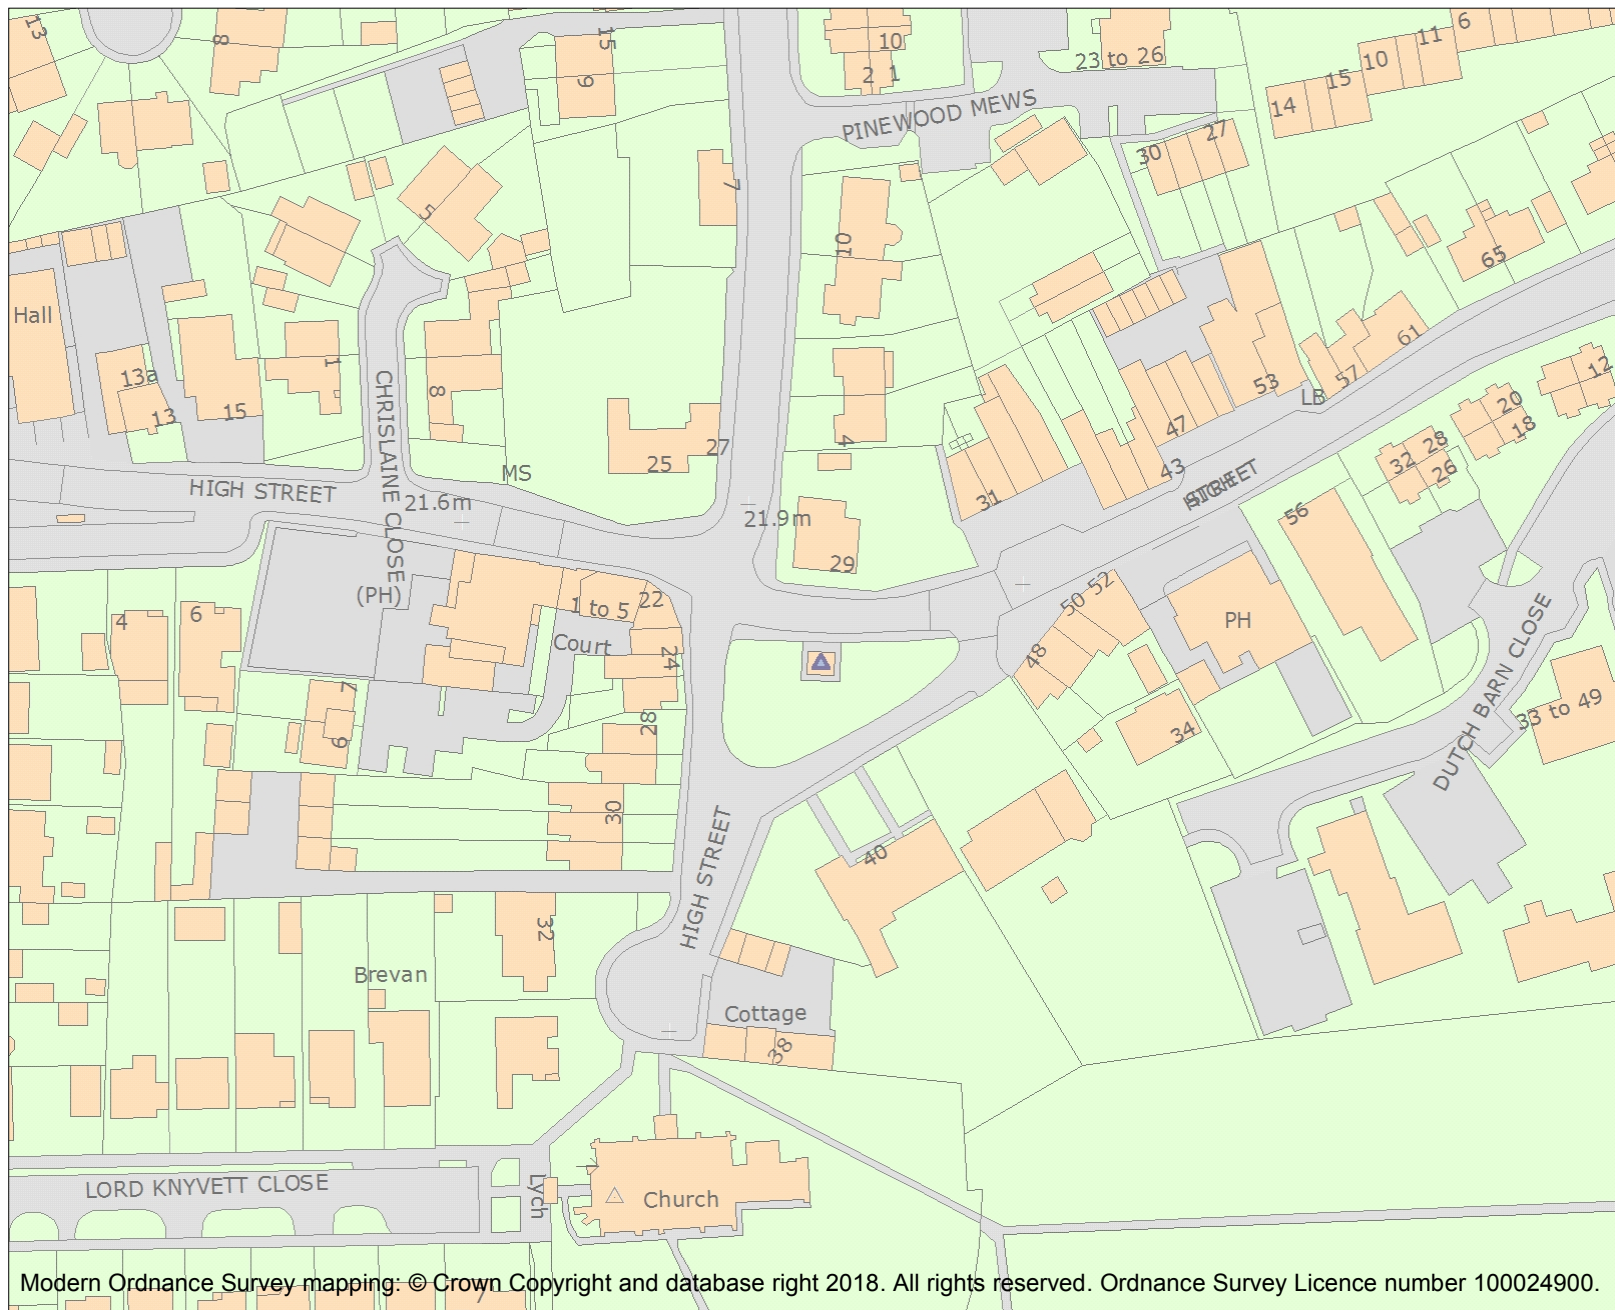 13
8
15
9
10
2 1
23 to 26
6
11
10
15
14
PINEWOOD MEWS
30
27
7
5
10
65
Hall
1
61
57
53
LB
12
13a
13
15
8
CHRISLAINE CLOSE
4
20
18
28
32
26
47
43
27
25
MS
31
HIGH STREET
21.6m
21.9m
HIGH
STREET
56
29
(PH)
50 52
1 to 5
22
Court
4
6
PH
48
24
DUTCH BARN CLOSE
33 to 49
7
9
28
34
30
40
HIGH STREET
32
Brevan
Cottage
38
LORD KNYVETT CLOSE
Lych
Church
7
Modern Ordnance Survey mapping: © Crown Copyright and database right 2018. All rights reserved. Ordnance Survey Licence number 100024900.